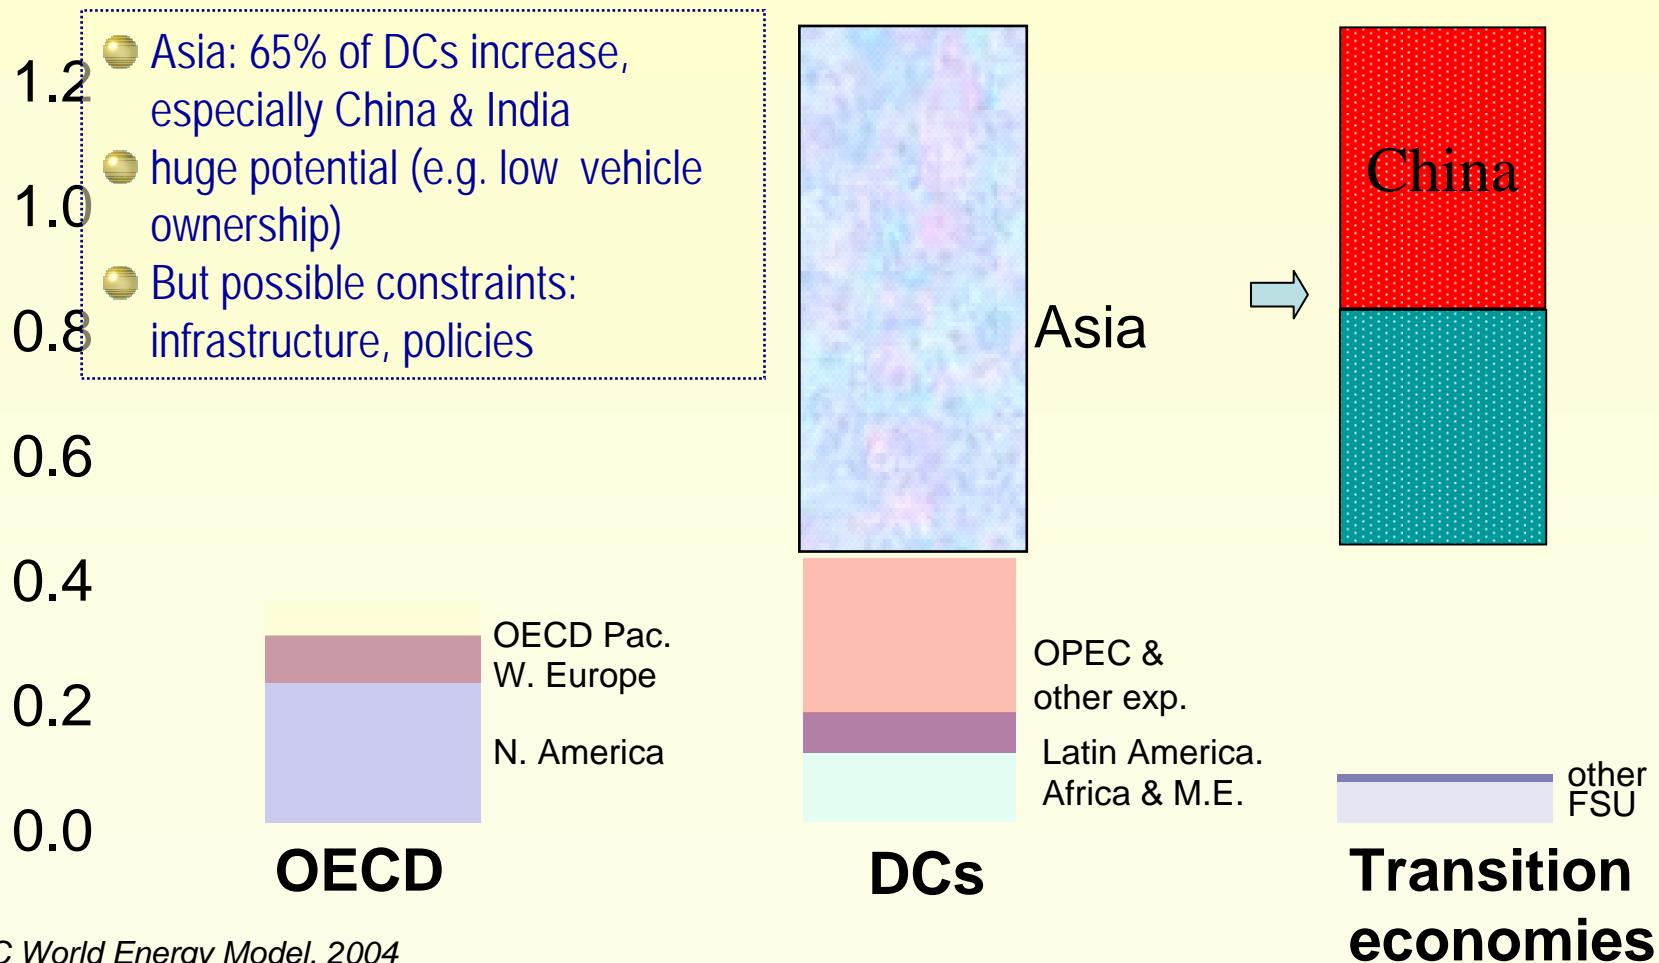 Asia: 65% of DCs increase,
especially China & India
huge potential (e.g. low vehicle
ownership)
But possible constraints:
infrastructure, policies
1.2
1.0
0.8
0.6
0.4
0.2
0.0
OECD Pac.
W. Europe
N. America
OECD
Asia
OPEC &
other exp.
Latin America.
Africa & M.E.
DCs
China
other
FSU
Transition
economies
C World Energy Model, 2004